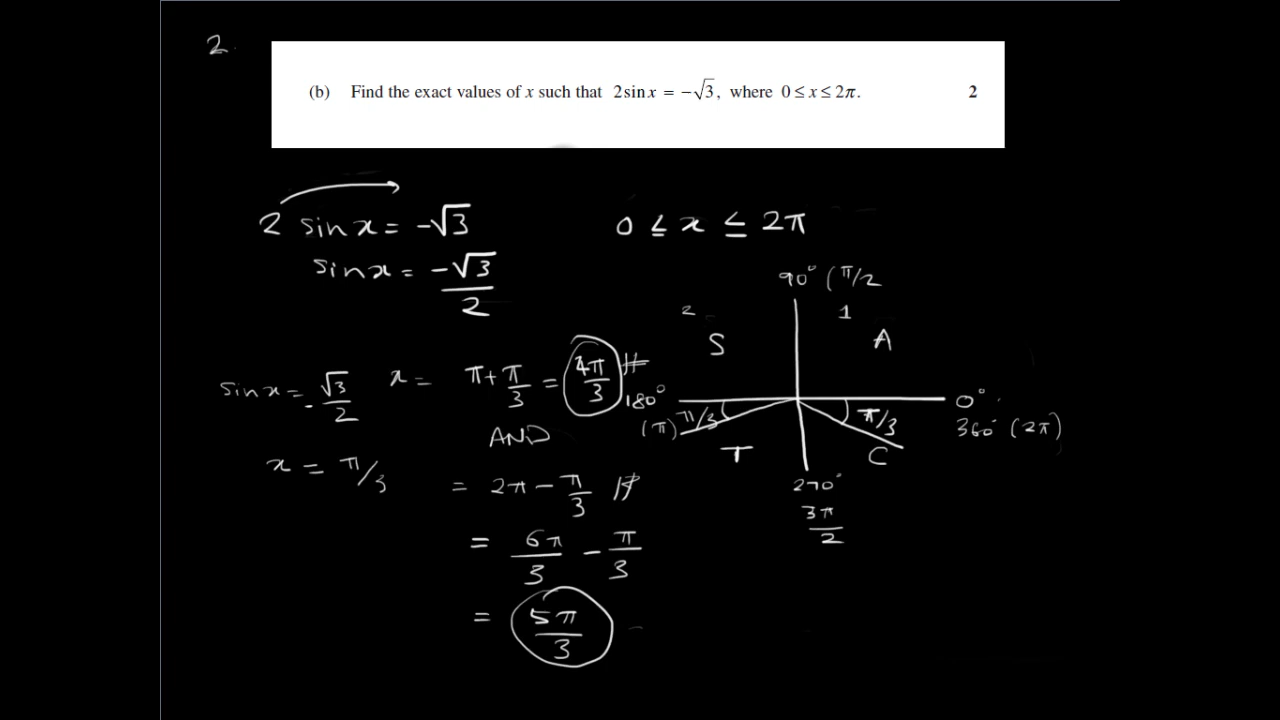 2.
(b) Find the exact values of x such that 2 sin x = −√3, where 0 ≤ x ≤ 2π. 2
2 sin x = -√3
0 ≤ x ≤ 2π
sin x = -√3/2
90° (π/2
2 1
S A
sin x = -√3/2
x = π + π/3 = 4π/3
180° (π)
0°
360° (2π)
π/3 π/3
AND
T C
x = π/3
= 2π - π/3
270°
3π/2
= 6π/3 - π/3
= 5π/3